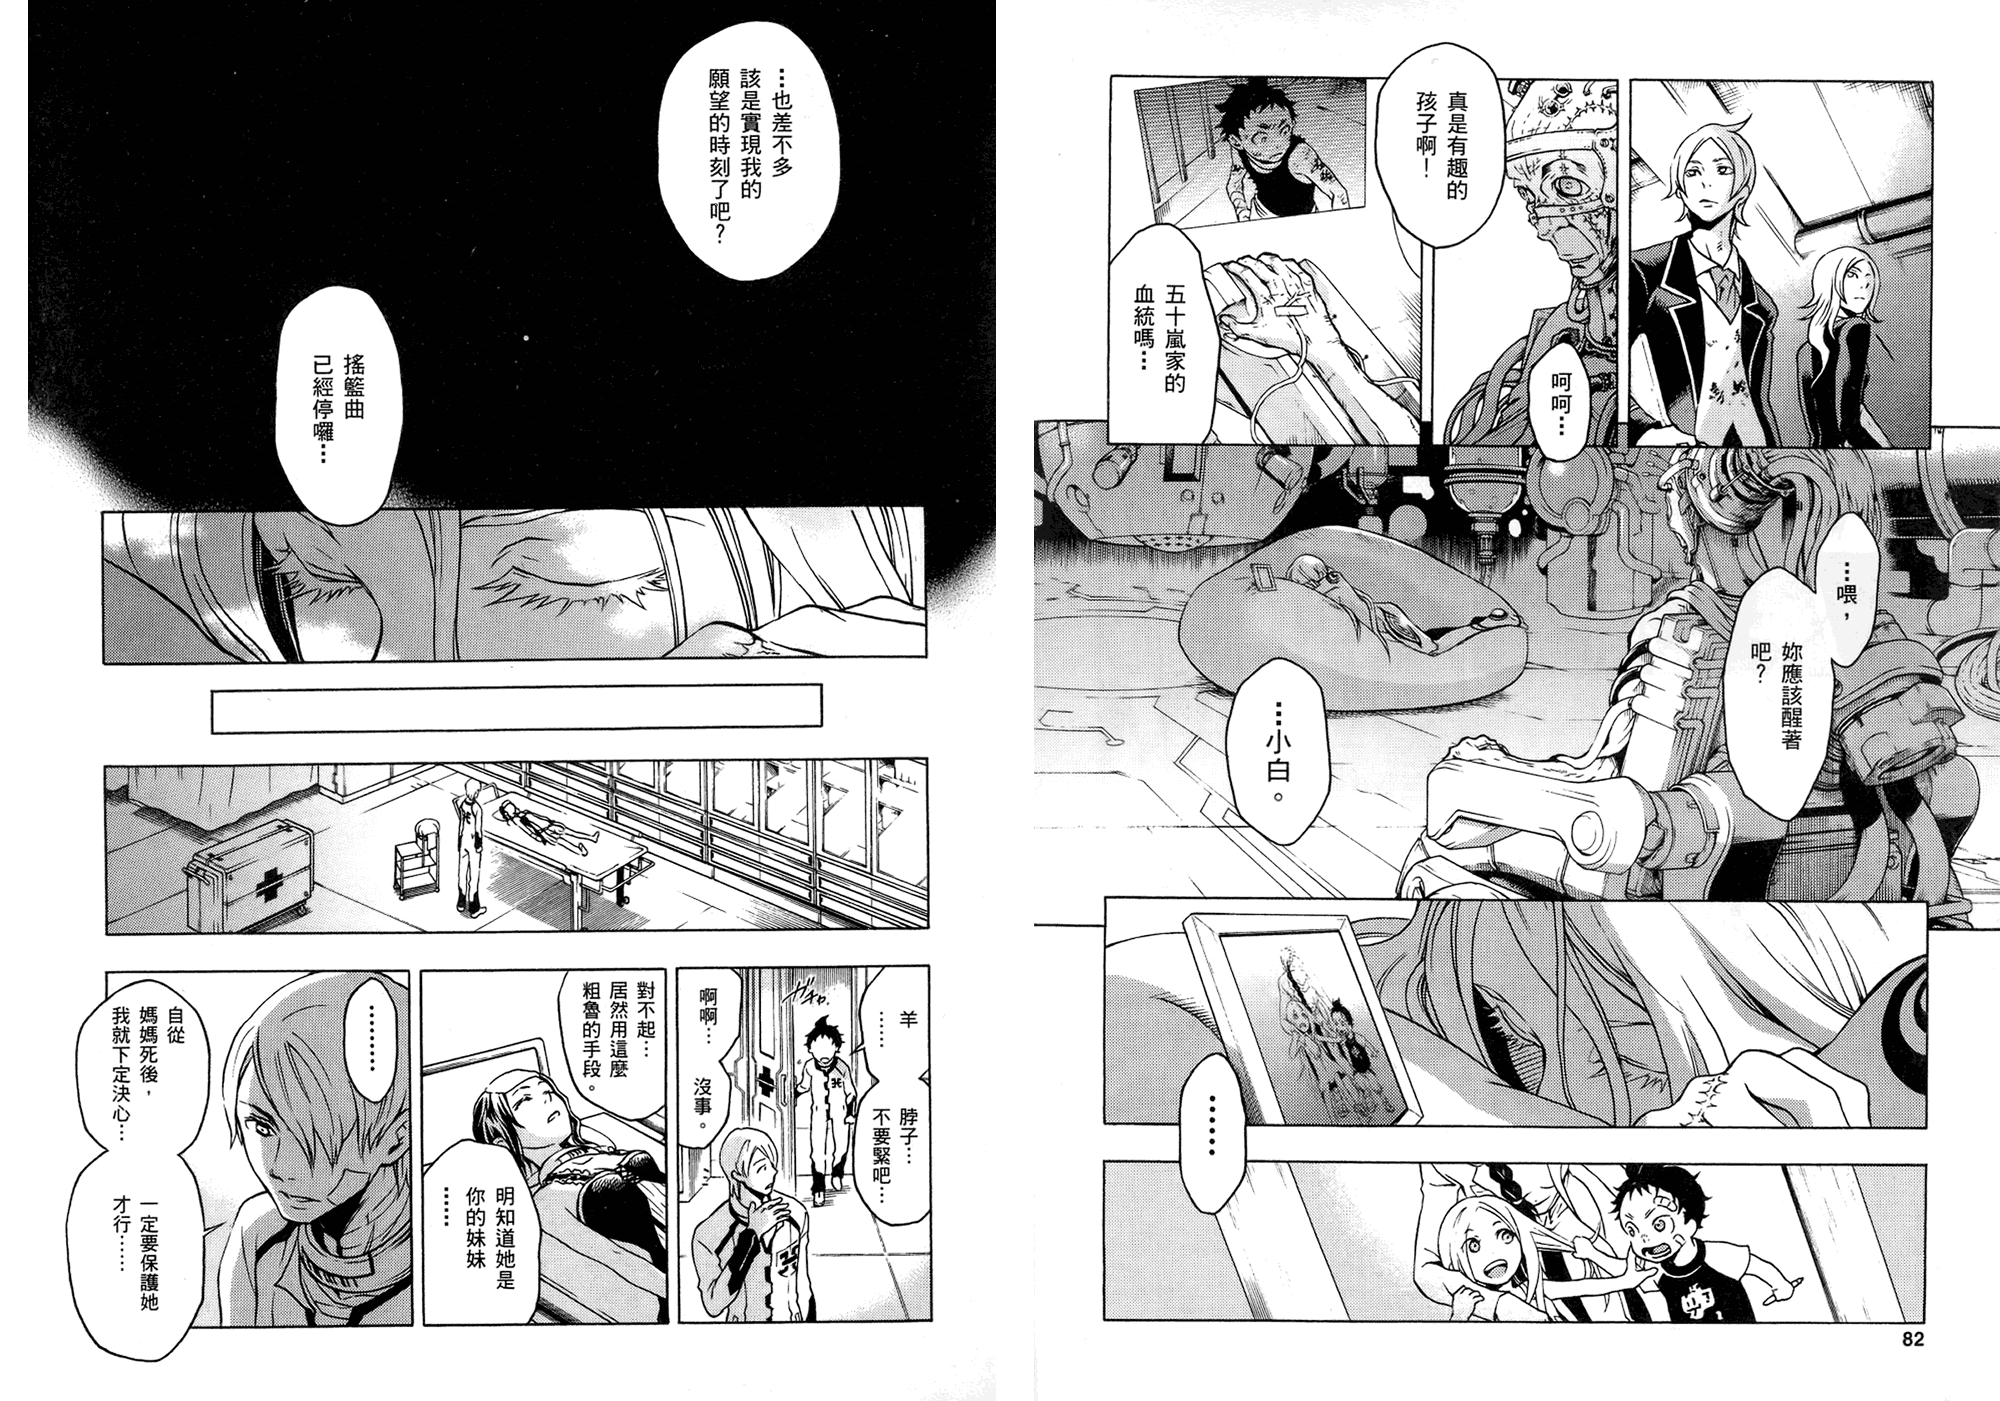 呵呵…
真是有趣的
孩子啊！
五十嵐家的
血統嗎…
…喂，
妳應該醒著
吧？
…小白。
……
82
…也差不多
該是實現我的
願望的時刻了吧？
搖籃曲
已經停囉…
羊
……
脖子…
不要緊吧…
ガチャ
啊啊…
沒事。
對不起…
居然用這麼
粗魯的手段。
明知道她是
你的妹妹
……
………
自從
媽媽死後，
我就下定決心…
一定要保護她
才行……